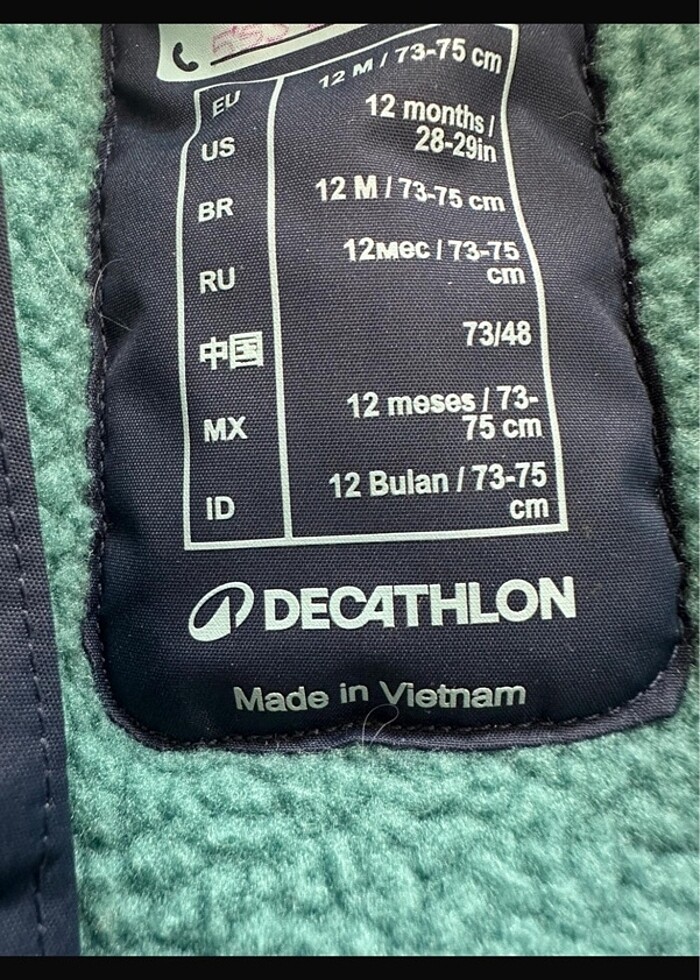 EU 12 M / 73-75 cm
US 12 months /
28-29in
BR 12 M / 73-75 cm
RU 12мес / 73-75
cm
中国 73/48
MX 12 meses / 73-
75 cm
ID 12 Bulan / 73-75
cm
DECATHLON
Made in Vietnam